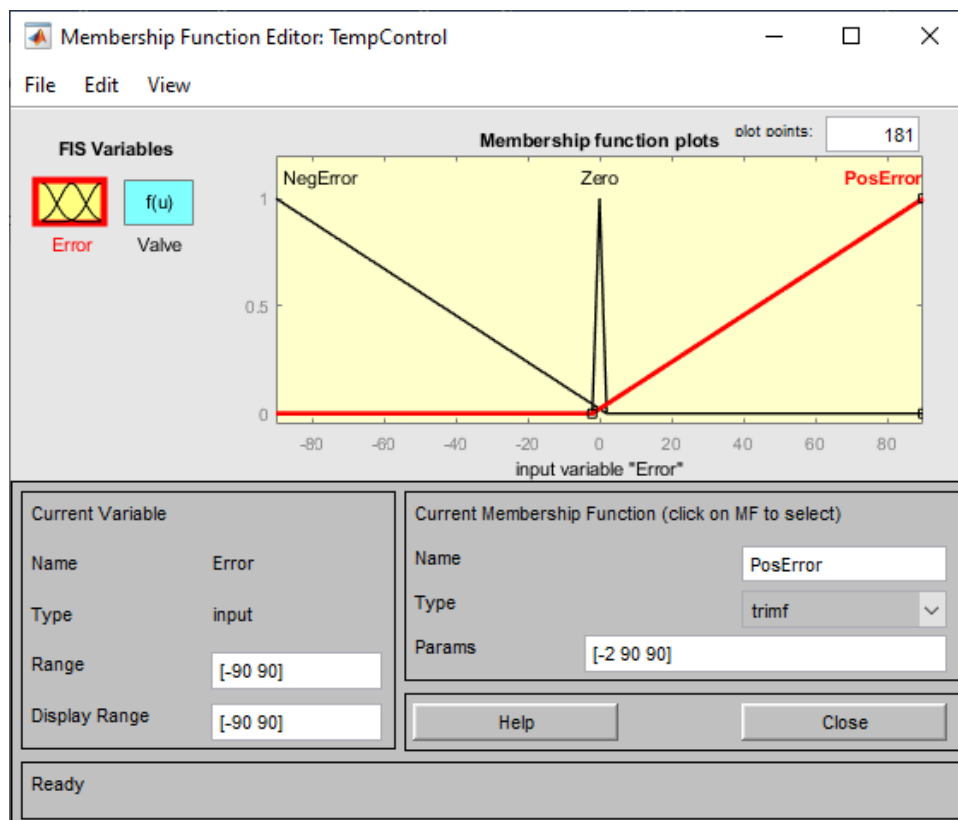 Membership Function Editor: TempControl
File Edit View
FIS Variables
f(u)
Error Valve
Membership function plots plot points: 181
NegError Zero PosError
1
0.5
0
-80 -60 -40 -20 0 20 40 60 80
input variable "Error"
Current Variable
Name Error
Type input
Range [-90 90]
Display Range [-90 90]
Current Membership Function (click on MF to select)
Name PosError
Type trimf
Params [-2 90 90]
Help Close
Ready